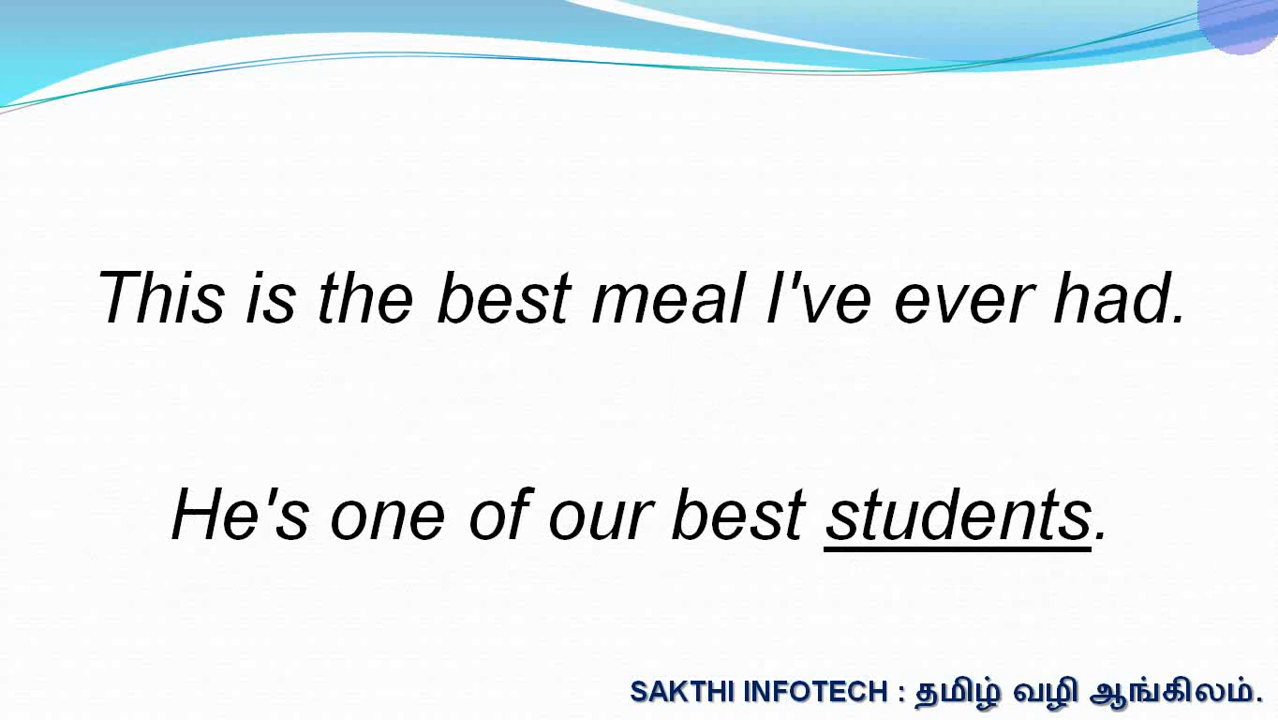 This is the best meal I've ever had.
He's one of our best students.
SAKTHI INFOTECH : தமிழ் வழி ஆங்கிலம்.